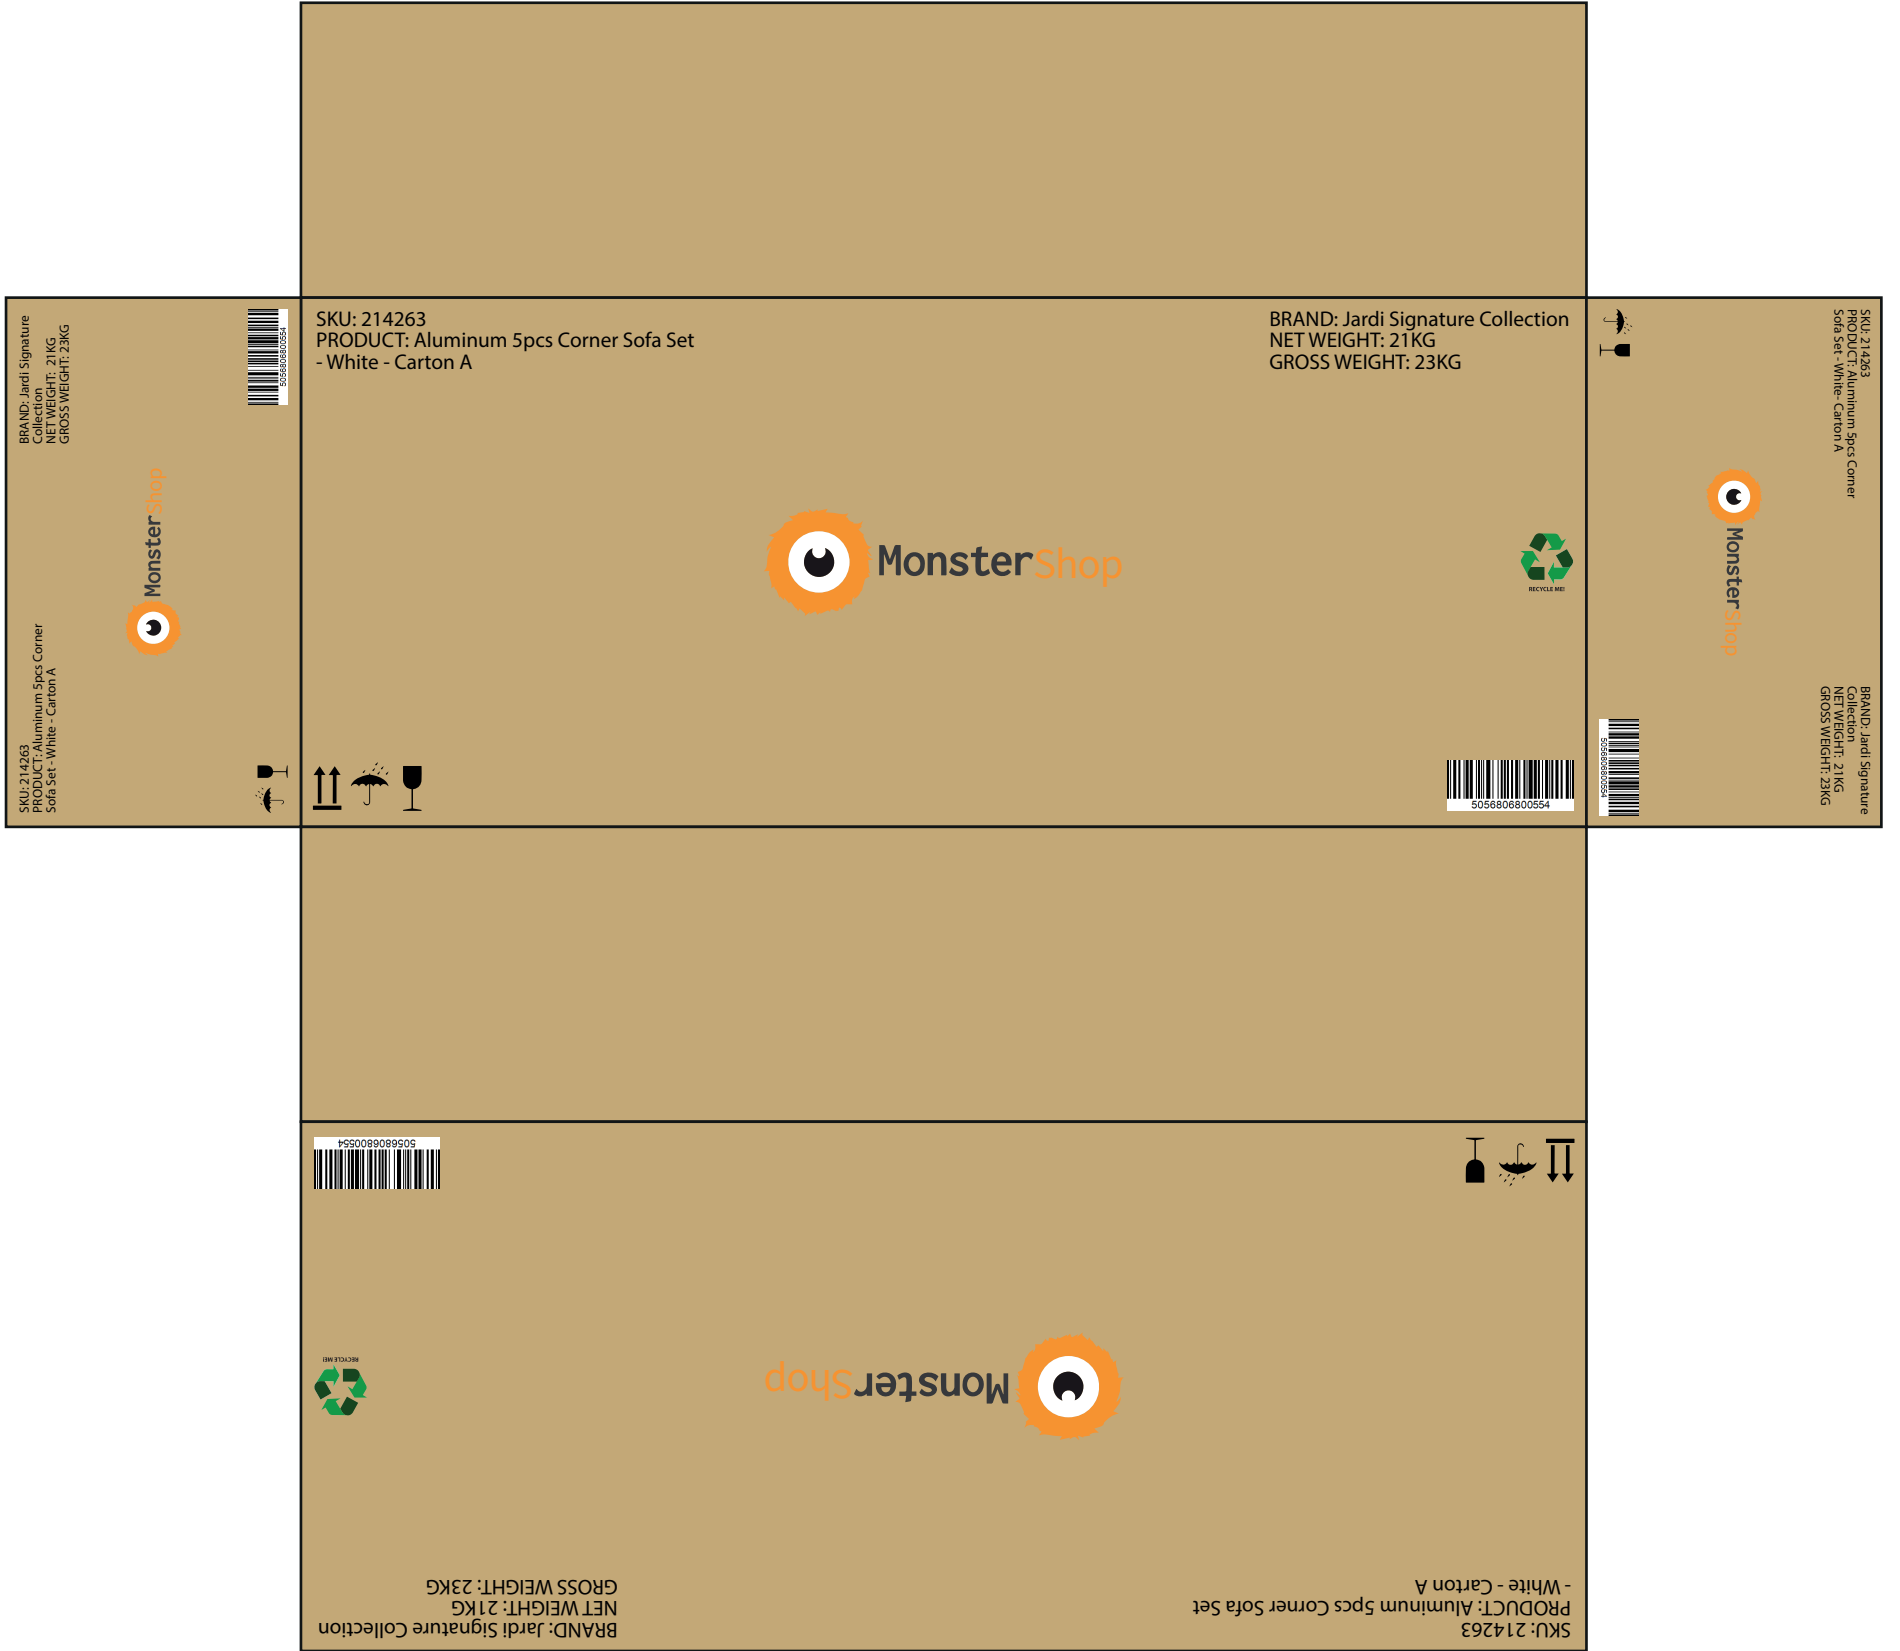 SKU: 214263
PRODUCT: Aluminum 5pcs Corner Sofa Set
- White - Carton A
BRAND: Jardi Signature Collection
NET WEIGHT: 21KG
GROSS WEIGHT: 23KG
MonsterShop
RECYCLE ME!
5056806800554
BRAND: Jardi Signature
Collection
NET WEIGHT: 21KG
GROSS WEIGHT: 23KG
5056806800554
MonsterShop
SKU: 214263
PRODUCT: Aluminum 5pcs Corner
Sofa Set - White - Carton A
SKU: 214263
PRODUCT: Aluminum 5pcs Corner
Sofa Set - White- Carton A
MonsterShop
BRAND: Jardi Signature
Collection
NET WEIGHT: 21KG
GROSS WEIGHT: 23KG
5056806800554
SKU: 214263
PRODUCT: Aluminum 5pcs Corner Sofa Set
- White - Carton A
BRAND: Jardi Signature Collection
NET WEIGHT: 21KG
GROSS WEIGHT: 23KG
MonsterShop
RECYCLE ME!
5056806800554